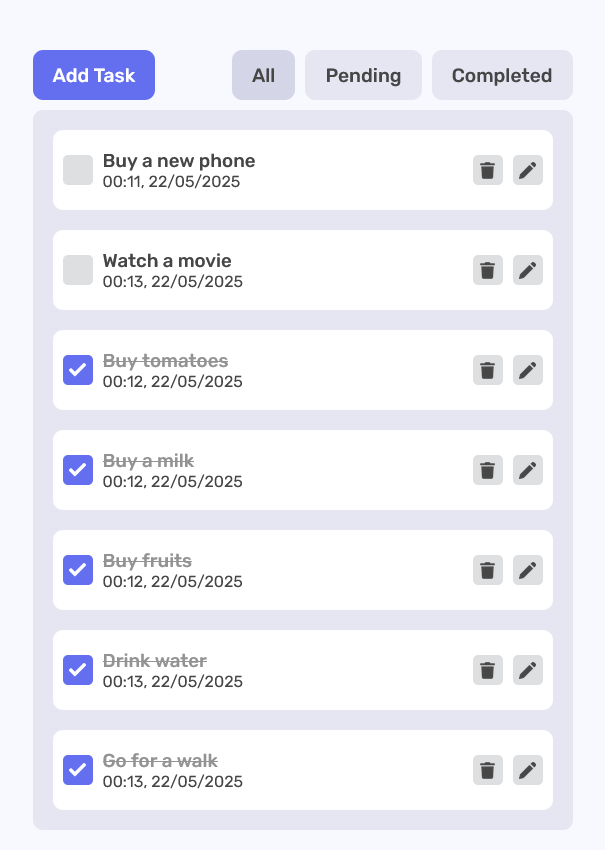 Add Task
All
Pending
Completed
Buy a new phone
00:11, 22/05/2025
Watch a movie
00:13, 22/05/2025
Buy tomatoes
00:12, 22/05/2025
Buy a milk
00:12, 22/05/2025
Buy fruits
00:12, 22/05/2025
Drink water
00:13, 22/05/2025
Go for a walk
00:13, 22/05/2025